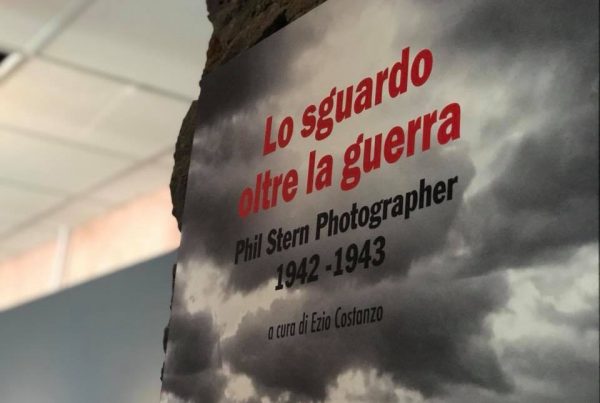 Lo sguardo
oltre la guerra
Phil Stern Photographer
1942 -1943
a cura di Ezio Costanzo